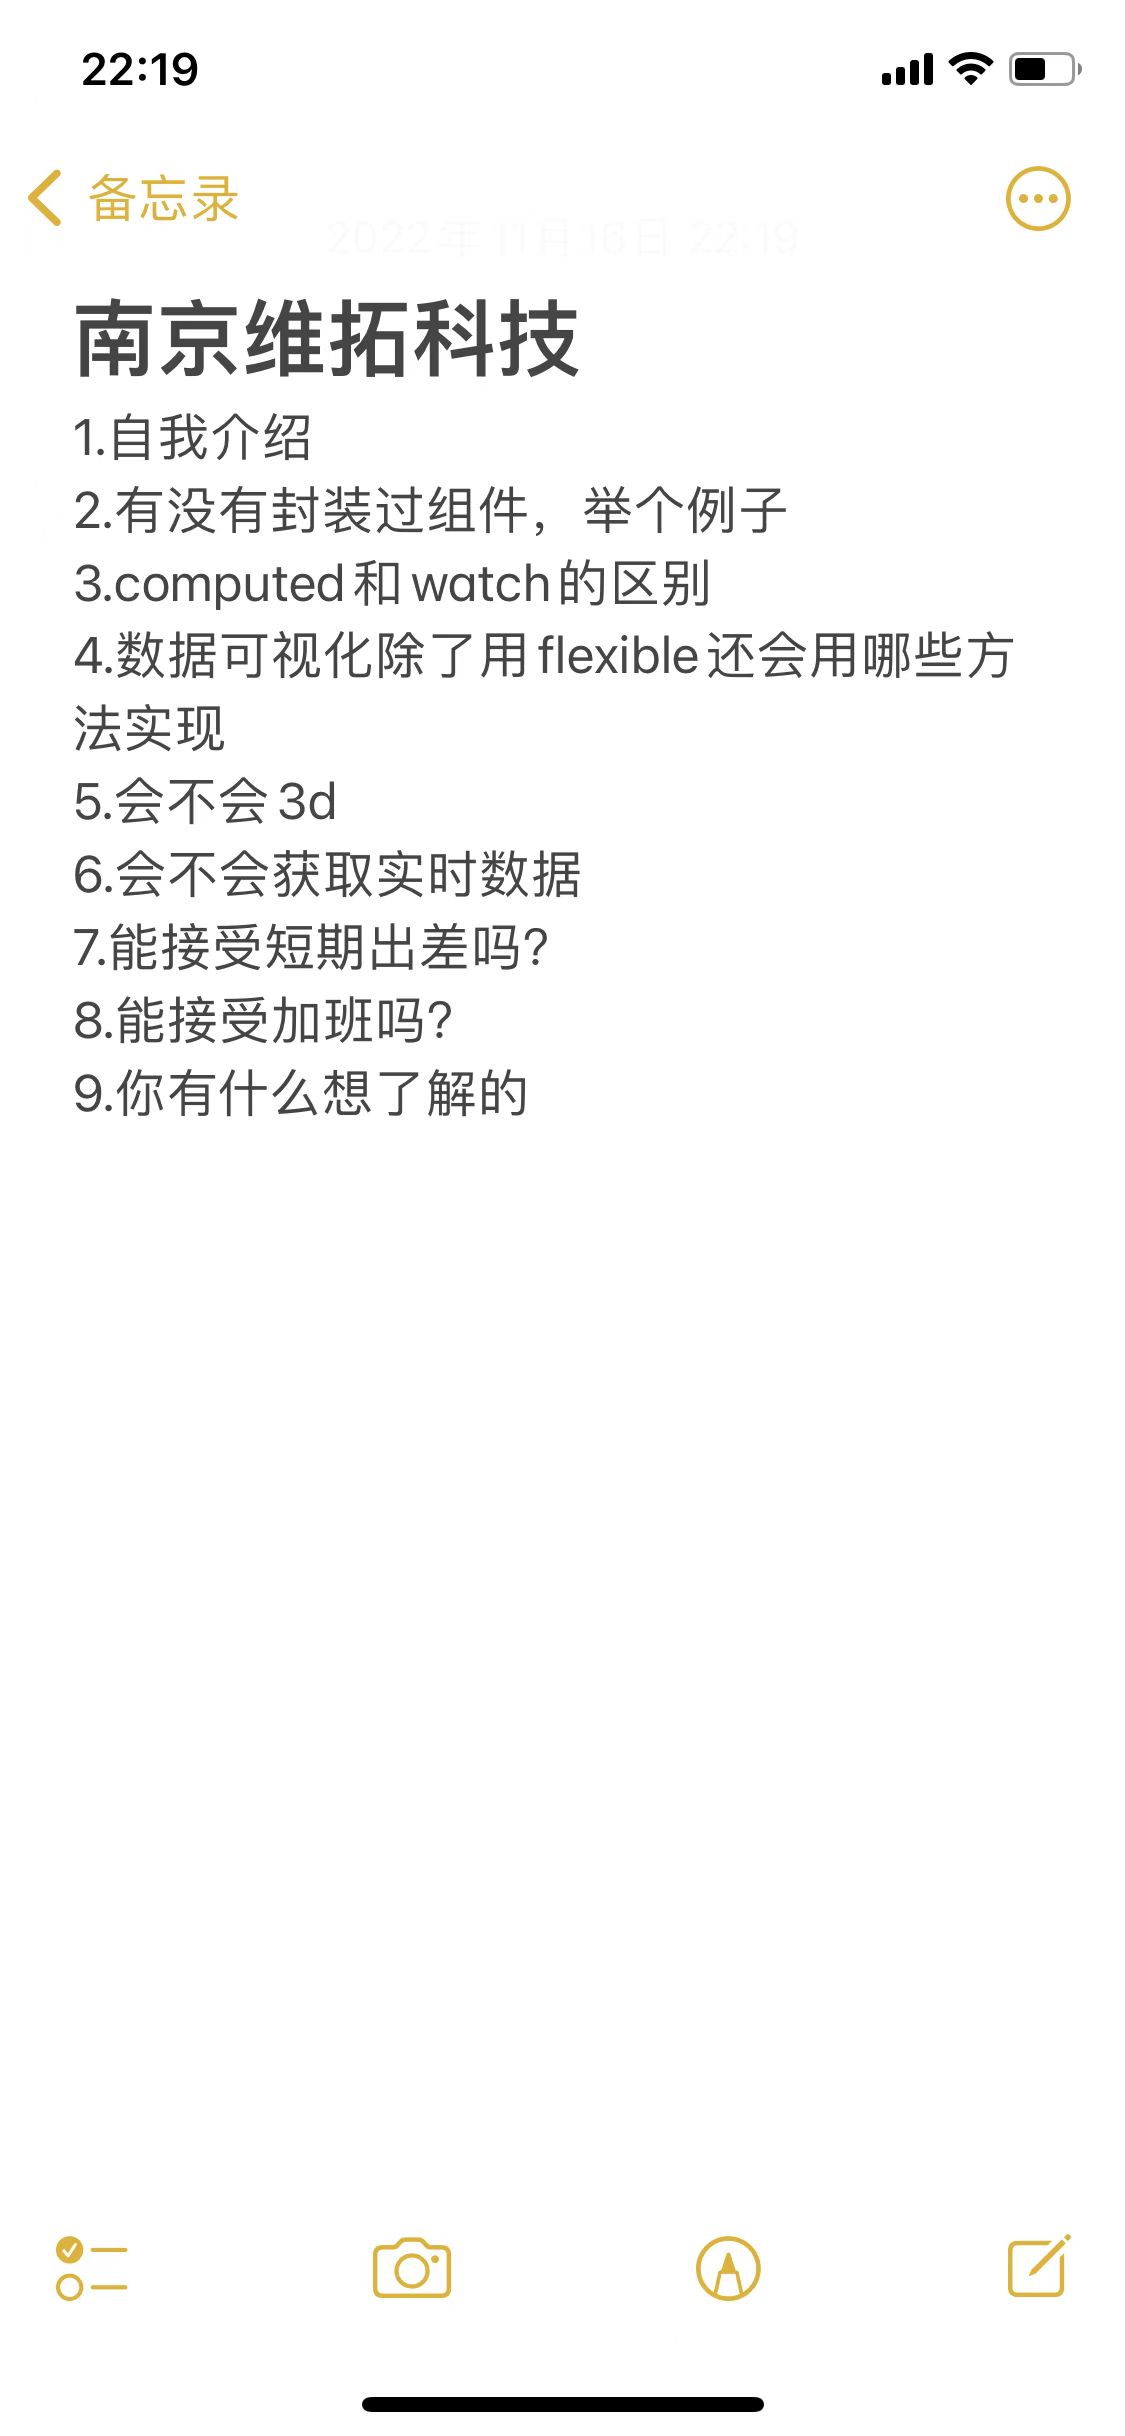 22:19
备忘录
2022年11月16日 22:19
南京维拓科技
1.自我介绍
2.有没有封装过组件，举个例子
3.computed和watch的区别
4.数据可视化除了用flexible还会用哪些方
法实现
5.会不会3d
6.会不会获取实时数据
7.能接受短期出差吗？
8.能接受加班吗？
9.你有什么想了解的